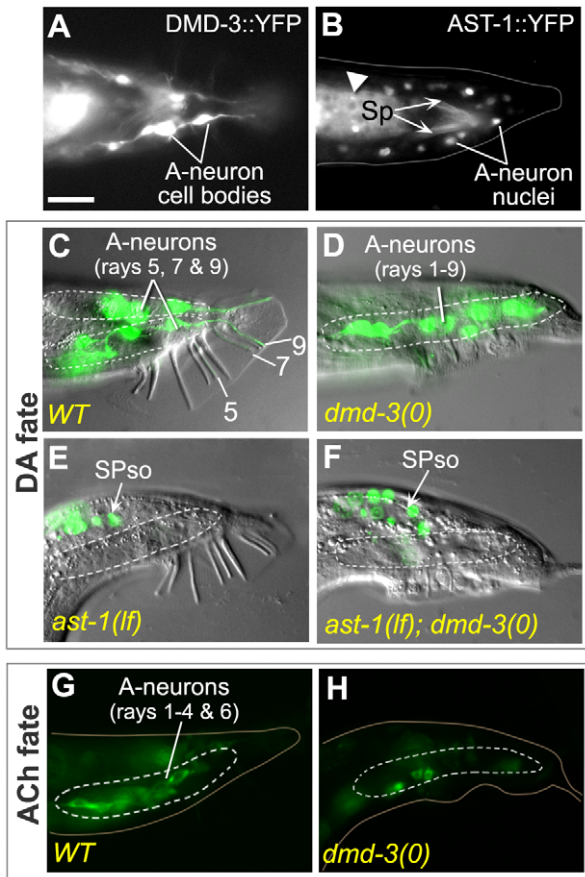 A
DMD-3::YFP
A-neuron
cell bodies
B
AST-1::YFP
Sp
A-neuron
nuclei
DA fate
C
A-neurons
(rays 5, 7 & 9)
9
7
5
WT
D
A-neurons
(rays 1-9)
dmd-3(0)
E
SPso
ast-1(lf)
F
SPso
ast-1(lf); dmd-3(0)
ACh fate
G
A-neurons
(rays 1-4 & 6)
WT
H
dmd-3(0)